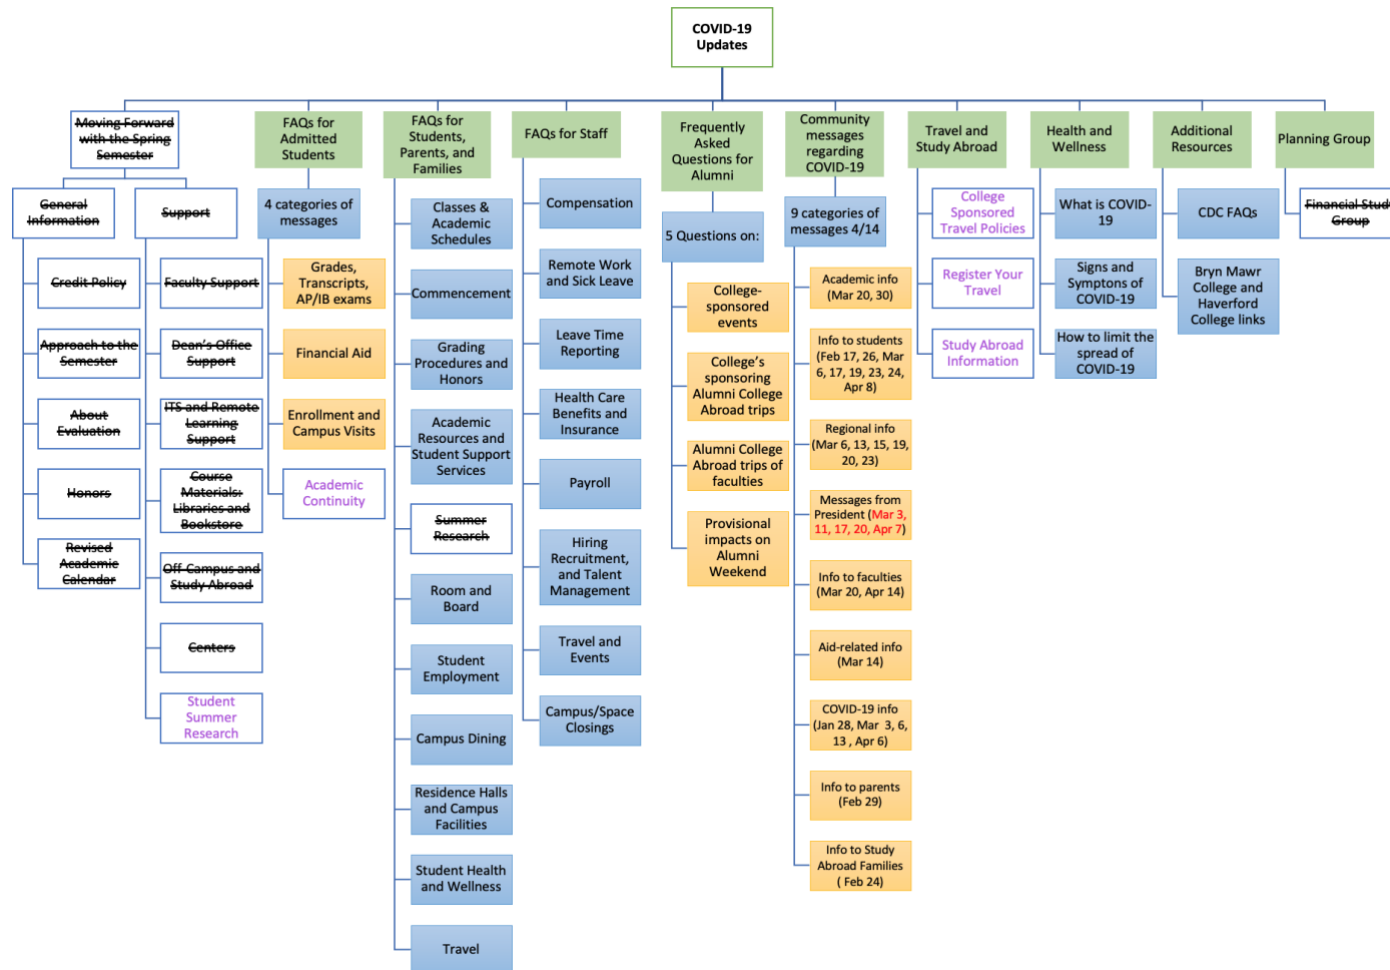 COVID-19
Updates
Moving Forward
with the Spring
Semester
General
Information
Credit Policy
Approach to the
Semester
About
Evaluation
Honors
Revised
Academic
Calendar
Support
Faculty Support
Dean's Office
Support
ITS and Remote
Learning
Support
Course
Materials:
Libraries and
Bookstore
Off-Campus and
Study Abroad
Centers
Student
Summer
Research
FAQs for
Admitted
Students
4 categories of
messages
Grades,
Transcripts,
AP/IB exams
Financial Aid
Enrollment and
Campus Visits
Academic
Continuity
FAQs for
Students,
Parents, and
Families
Classes &
Academic
Schedules
Commencement
Grading
Procedures and
Honors
Academic
Resources and
Student Support
Services
Summer
Research
Room and
Board
Student
Employment
Campus Dining
Residence Halls
and Campus
Facilities
Student Health
and Wellness
Travel
FAQs for Staff
Compensation
Remote Work
and Sick Leave
Leave Time
Reporting
Health Care
Benefits and
Insurance
Payroll
Hiring
Recruitment,
and Talent
Management
Travel and
Events
Campus/Space
Closings
Frequently
Asked
Questions for
Alumni
5 Questions on:
College-
sponsored
events
College's
sponsoring
Alumni College
Abroad trips
Alumni College
Abroad trips of
faculties
Provisional
impacts on
Alumni
Weekend
Community
messages
regarding
COVID-19
9 categories of
messages 4/14
Academic info
(Mar 20, 30)
Info to students
(Feb 17, 26, Mar
6, 17, 19, 23, 24,
Apr 8)
Regional info
(Mar 6, 13, 15, 19,
20, 23)
Messages from
President (Mar 3,
11, 17, 20, Apr 7)
Info to faculties
(Mar 20, Apr 14)
Aid-related info
(Mar 14)
COVID-19 info
(Jan 28, Mar 3, 6,
13 , Apr 6)
Info to parents
(Feb 29)
Info to Study
Abroad Families
( Feb 24)
Travel and
Study Abroad
College
Sponsored
Travel Policies
Register Your
Travel
Study Abroad
Information
Health and
Wellness
What is COVID-
19
Signs and
Symptons of
COVID-19
How to limit the
spread of
COVID-19
Additional
Resources
CDC FAQs
Bryn Mawr
College and
Haverford
College links
Planning Group
Financial Study
Group